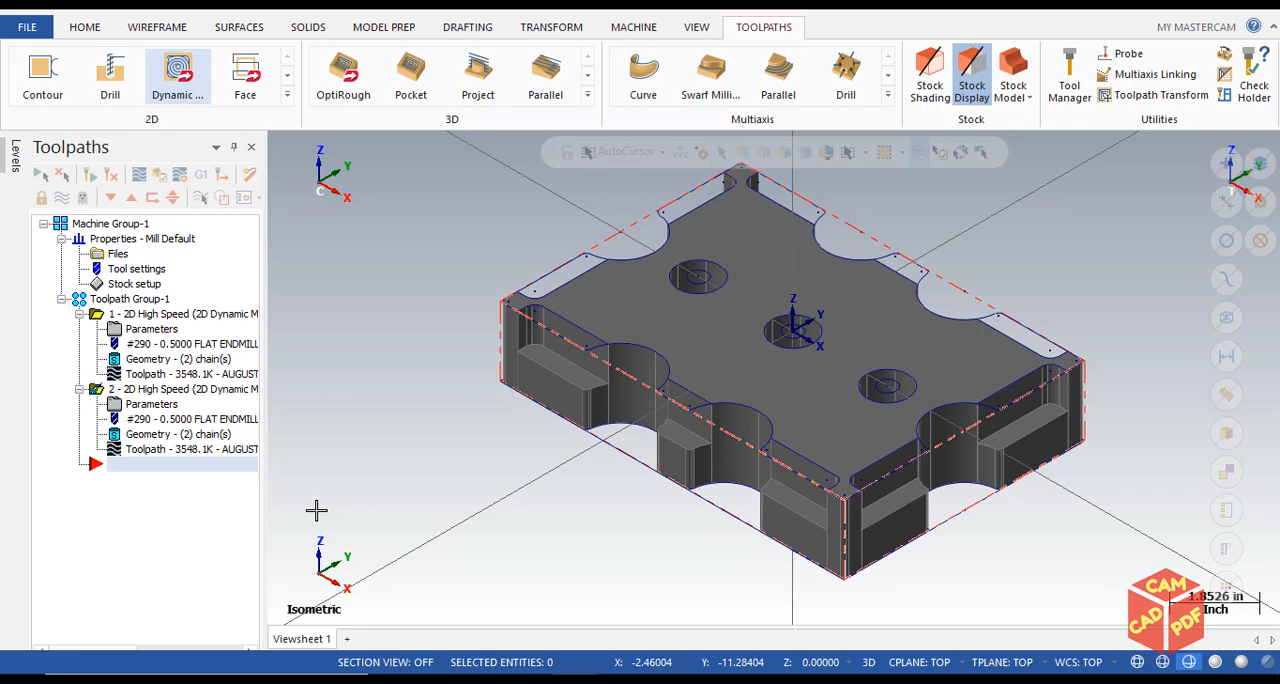 FILE HOME WIREFRAME SURFACES SOLIDS MODEL PREP DRAFTING TRANSFORM MACHINE VIEW TOOLPATHS MY MASTERCAM
Contour Drill Dynamic ... Face
2D
OptiRough Pocket Project Parallel
3D
Curve Swarf Milli... Parallel Drill
Multiaxis
Stock Shading
Stock Display
Stock Model
Stock
Tool Manager
Probe
Multiaxis Linking
Toolpath Transform
Check Holder
Utilities
Levels
Toolpaths
G1
AutoCursor
Machine Group-1
Properties - Mill Default
Files
Tool settings
Stock setup
Toolpath Group-1
1 - 2D High Speed (2D Dynamic M
Parameters
#290 - 0.5000 FLAT ENDMILL
Geometry - (2) chain(s)
Toolpath - 3548.1K - AUGUST
2 - 2D High Speed (2D Dynamic M
Parameters
#290 - 0.5000 FLAT ENDMILL
Geometry - (2) chain(s)
Toolpath - 3548.1K - AUGUST
Z
Y
X
C
Z
Y
X
T
Z
Y
X
Z
Y
X
Isometric
1.8526 in
Inch
CAM
CAD
PDF
Viewsheet 1 +
SECTION VIEW: OFF SELECTED ENTITIES: 0 X: -2.46004 Y: -11.28404 Z: 0.00000 3D CPLANE: TOP TPLANE: TOP WCS: TOP